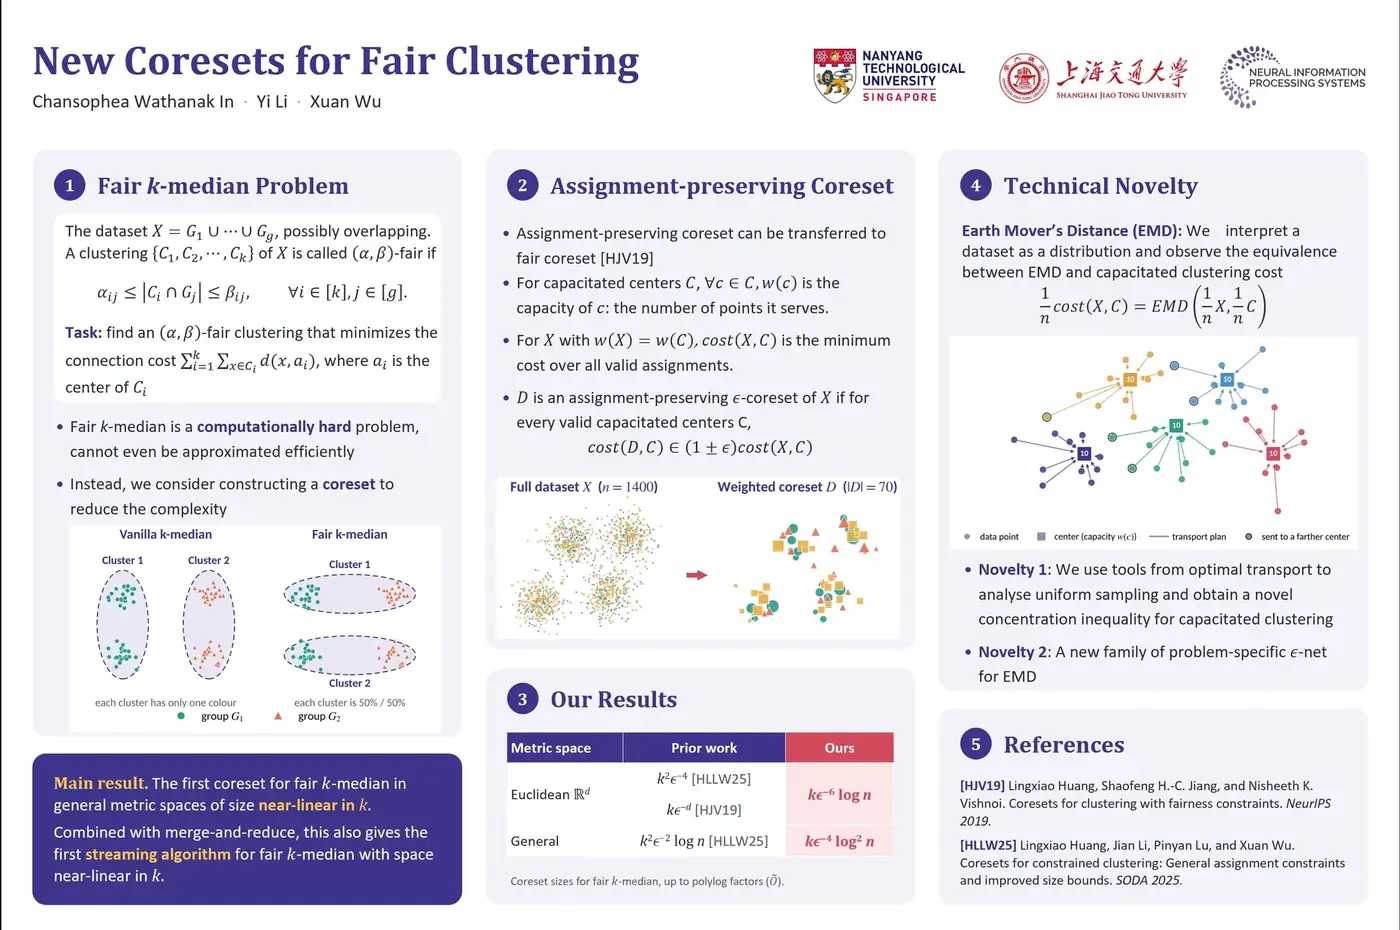 New Coresets for Fair Clustering
Chansophea Wathanak In · Yi Li · Xuan Wu
NANYANG
TECHNOLOGICAL
UNIVERSITY
SINGAPORE
上海交通大学
SHANGHAI JIAO TONG UNIVERSITY
NEURAL INFORMATION
PROCESSING SYSTEMS
1 Fair k-median Problem
The dataset X = G₁ ∪ ⋯ ∪ G_g, possibly overlapping.
A clustering {C₁, C₂, ⋯, C_k} of X is called (α, β)-fair if
α_ij ≤ |C_i ∩ G_j| ≤ β_ij, ∀i ∈ [k], j ∈ [g].
Task: find an (α, β)-fair clustering that minimizes the
connection cost ∑_{i=1}^k ∑_{x∈C_i} d(x, a_i), where a_i is the
center of C_i
• Fair k-median is a computationally hard problem,
cannot even be approximated efficiently
• Instead, we consider constructing a coreset to
reduce the complexity
Vanilla k-median Fair k-median
Cluster 1 Cluster 2 Cluster 1
Cluster 2
each cluster has only one colour each cluster is 50% / 50%
group G₁ group G₂
Main result. The first coreset for fair k-median in
general metric spaces of size near-linear in k.
Combined with merge-and-reduce, this also gives the
first streaming algorithm for fair k-median with space
near-linear in k.
2 Assignment-preserving Coreset
• Assignment-preserving coreset can be transferred to
fair coreset [HJV19]
• For capacitated centers C, ∀c ∈ C, w(c) is the
capacity of c: the number of points it serves.
• For X with w(X) = w(C), cost(X, C) is the minimum
cost over all valid assignments.
• D is an assignment-preserving ϵ-coreset of X if for
every valid capacitated centers C,
cost(D, C) ∈ (1 ± ϵ)cost(X, C)
Full dataset X (n = 1400) Weighted coreset D (|D| = 70)
3 Our Results
Metric space Prior work Ours
Euclidean ℝᵈ k²ϵ⁻⁴ [HLLW25] kϵ⁻⁶ log n
kϵ⁻ᵈ [HJV19]
General k²ϵ⁻² log n [HLLW25] kϵ⁻⁴ log² n
Coreset sizes for fair k-median, up to polylog factors (Õ).
4 Technical Novelty
Earth Mover's Distance (EMD): We interpret a
dataset as a distribution and observe the equivalence
between EMD and capacitated clustering cost
1/n cost(X, C) = EMD (1/n X, 1/n C)
10
10
10
10
10
data point center (capacity w(c)) transport plan sent to a farther center
• Novelty 1: We use tools from optimal transport to
analyse uniform sampling and obtain a novel
concentration inequality for capacitated clustering
• Novelty 2: A new family of problem-specific ϵ-net
for EMD
5 References
[HJV19] Lingxiao Huang, Shaofeng H.-C. Jiang, and Nisheeth K.
Vishnoi. Coresets for clustering with fairness constraints. NeurIPS
2019.
[HLLW25] Lingxiao Huang, Jian Li, Pinyan Lu, and Xuan Wu.
Coresets for constrained clustering: General assignment constraints
and improved size bounds. SODA 2025.